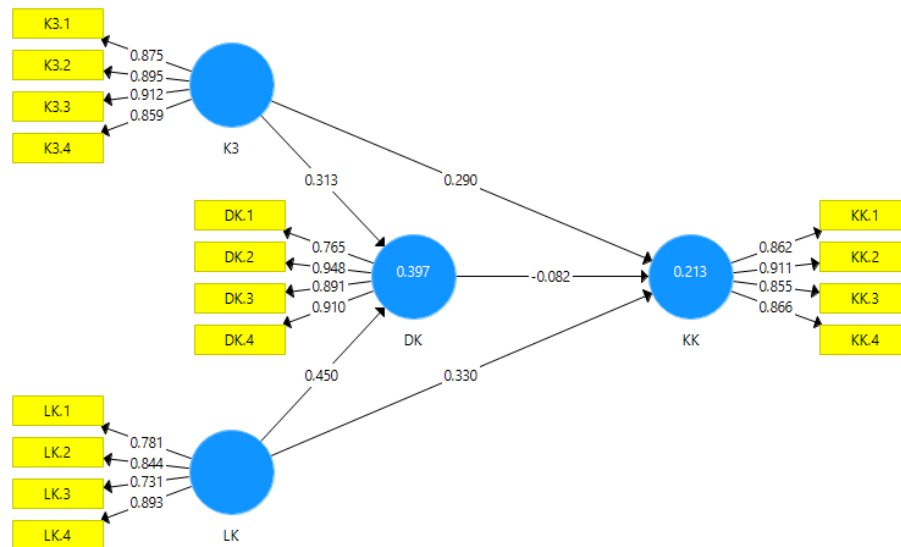 K3.1
0.875
K3.2
0.895
K3.3
0.912
K3.4
0.859
K3
0.313
0.290
DK.1
0.765
DK.2
0.948
DK.3
0.891
DK.4
0.910
0.397
DK
-0.082
0.213
KK
KK.1
0.862
KK.2
0.911
KK.3
0.855
KK.4
0.866
0.450
0.330
LK.1
0.781
LK.2
0.844
LK.3
0.731
LK.4
0.893
LK